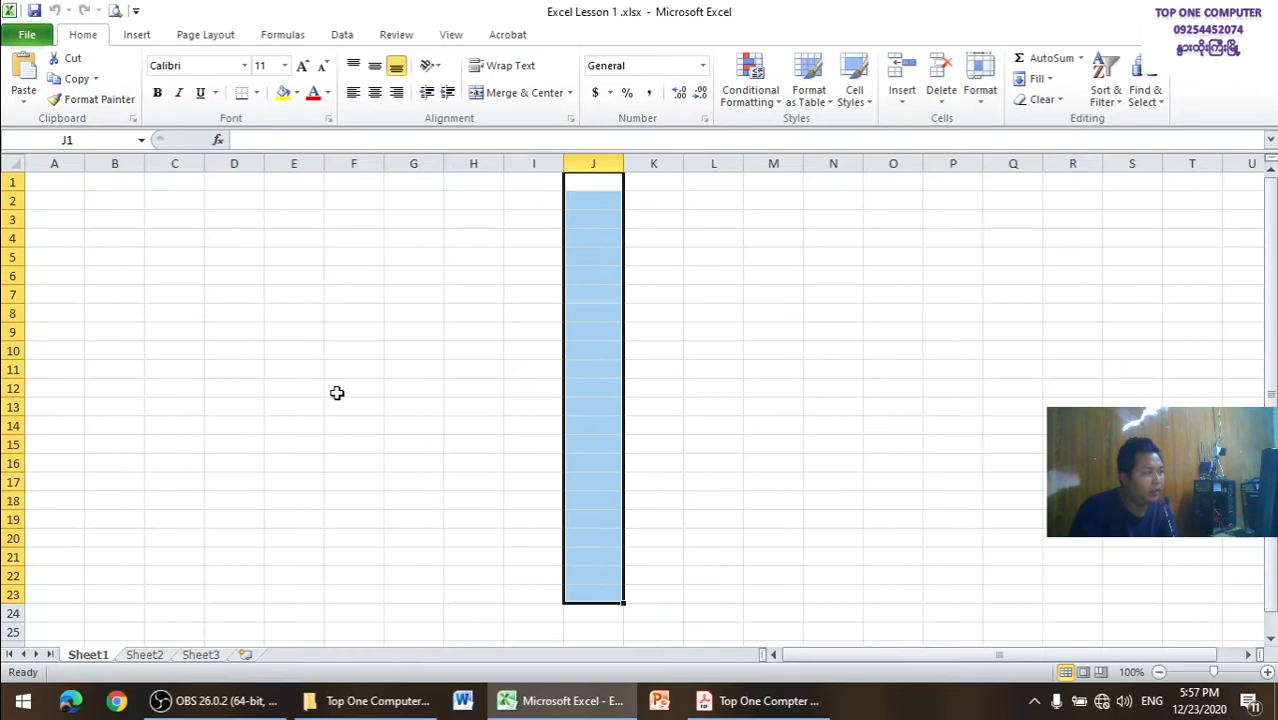 Excel Lesson 1 .xlsx - Microsoft Excel
TOP ONE COMPUTER
09254452074
နွားထိုးကြီးမြို့
File Home Insert Page Layout Formulas Data Review View Acrobat
Paste
Cut
Copy
Format Painter
Clipboard
Calibri 11
B I U
Font
Wrap Text
Merge & Center
Alignment
General
$ % ,
Number
Conditional Formatting
Format as Table
Cell Styles
Styles
Insert
Delete
Format
Cells
AutoSum
Fill
Clear
Sort & Filter
Find & Select
Editing
J1 fx
A B C D E F G H I J K L M N O P Q R S T U
1
2
3
4
5
6
7
8
9
10
11
12
13
14
15
16
17
18
19
20
21
22
23
24
25
Sheet1 Sheet2 Sheet3
Ready 100%
OBS 26.0.2 (64-bit, ...
Top One Computer...
Microsoft Excel - E...
Top One Compter ...
ENG
5:57 PM
12/23/2020
11